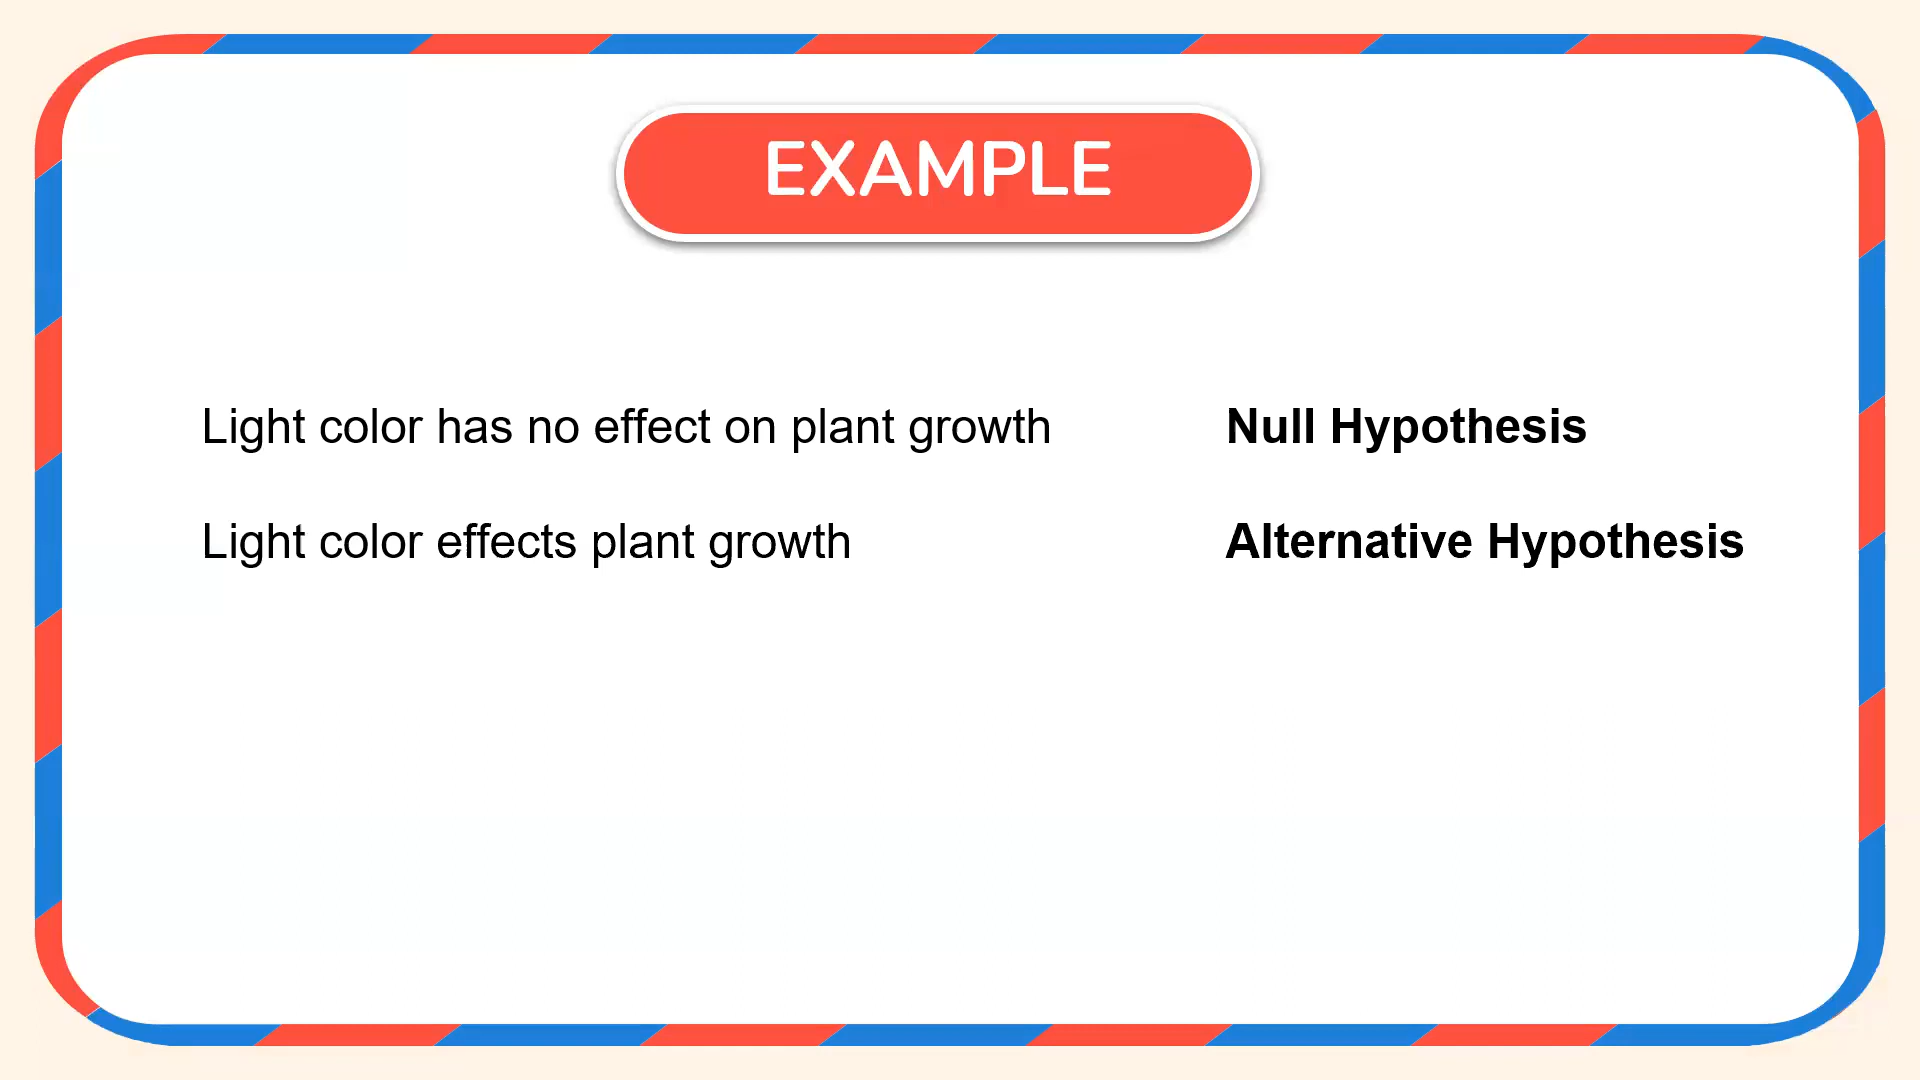 EXAMPLE
Light color has no effect on plant growth Null Hypothesis
Light color effects plant growth Alternative Hypothesis